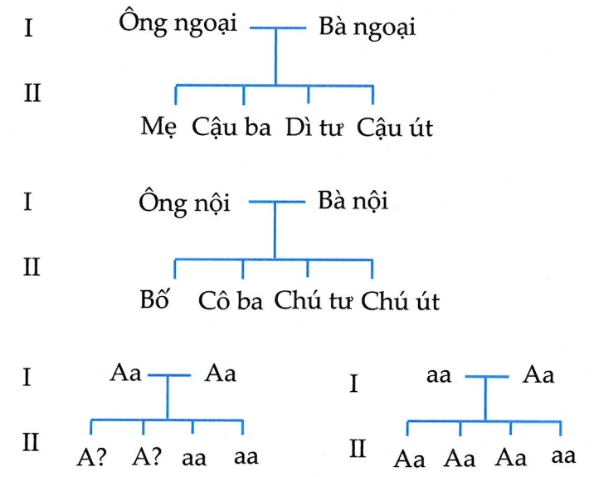 I Ông ngoại Bà ngoại
II
Mẹ Cậu ba Dì tư Cậu út
I Ông nội Bà nội
II
Bố Cô ba Chú tư Chú út
I Aa Aa
II A? A? aa aa
I aa Aa
II Aa Aa Aa aa